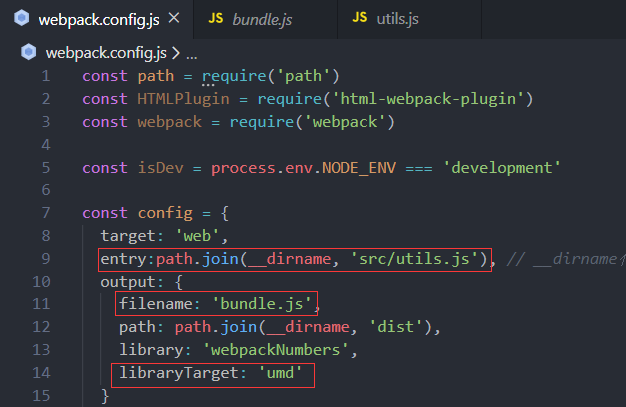 webpack.config.js JS bundle.js JS utils.js
webpack.config.js > ...
1 const path = require('path')
2 const HTMLPlugin = require('html-webpack-plugin')
3 const webpack = require('webpack')
4
5 const isDev = process.env.NODE_ENV === 'development'
6
7 const config = {
8 target: 'web',
9 entry:path.join(__dirname, 'src/utils.js'), // __dirname
10 output: {
11 filename: 'bundle.js',
12 path: path.join(__dirname, 'dist'),
13 library: 'webpackNumbers',
14 libraryTarget: 'umd'
15 }